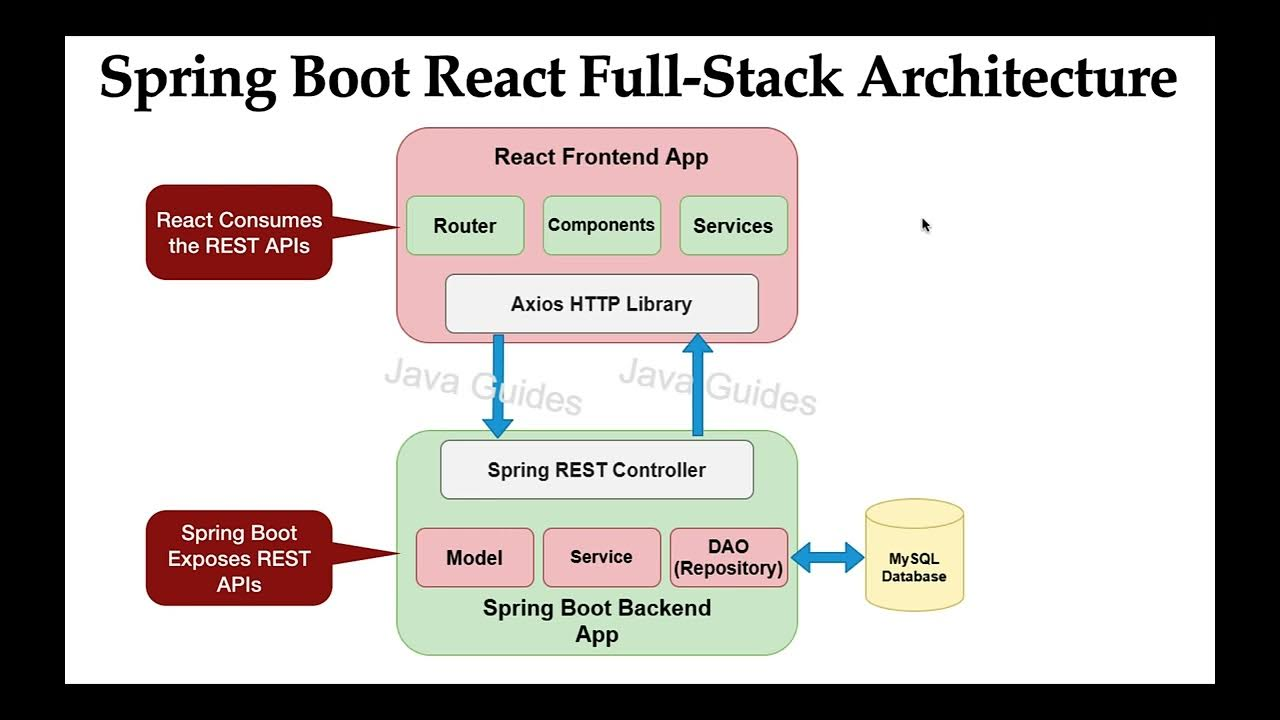 Spring Boot React Full-Stack Architecture
React Frontend App
React Consumes
the REST APIs
Router
Components
Services
Axios HTTP Library
Java Guides
Java Guides
Spring REST Controller
Spring Boot
Exposes REST
APIs
Model
Service
DAO
(Repository)
MySQL
Database
Spring Boot Backend
App